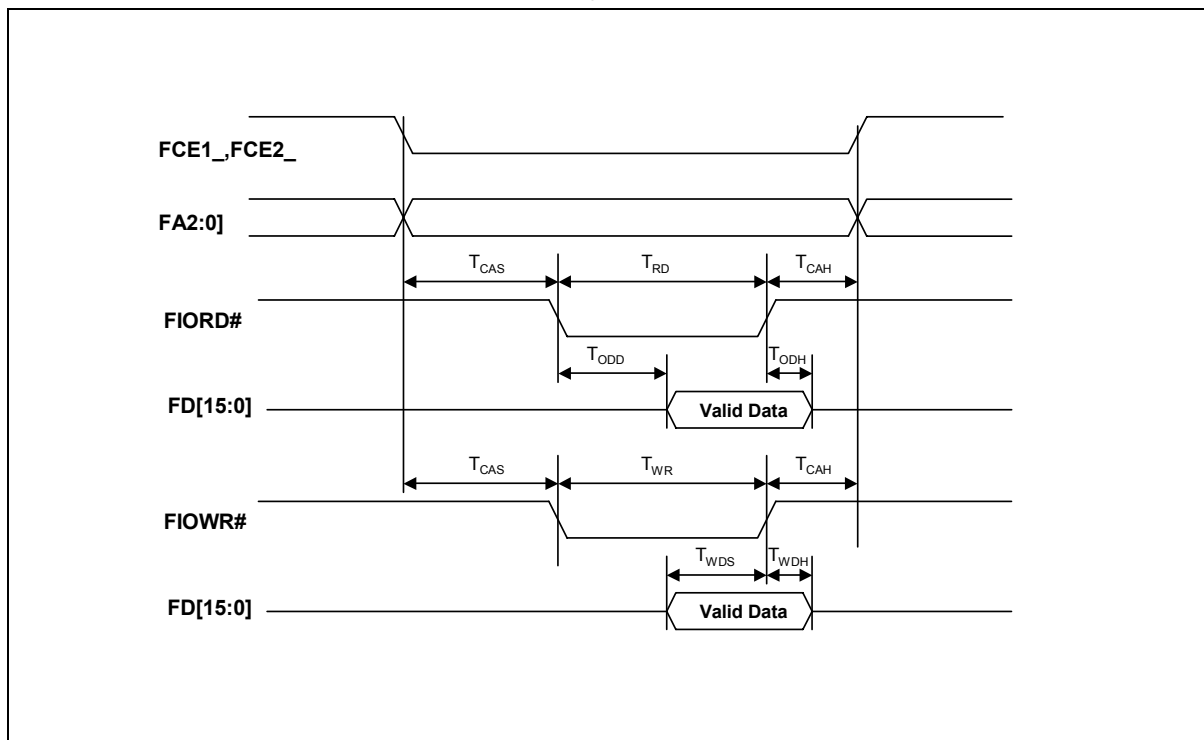 FCE1_,FCE2_
FA2:0]
TCAS TRD TCAH
FIORD#
TODD TODH
FD[15:0] Valid Data
TCAS TWR TCAH
FIOWR#
TWDS TWDH
FD[15:0] Valid Data